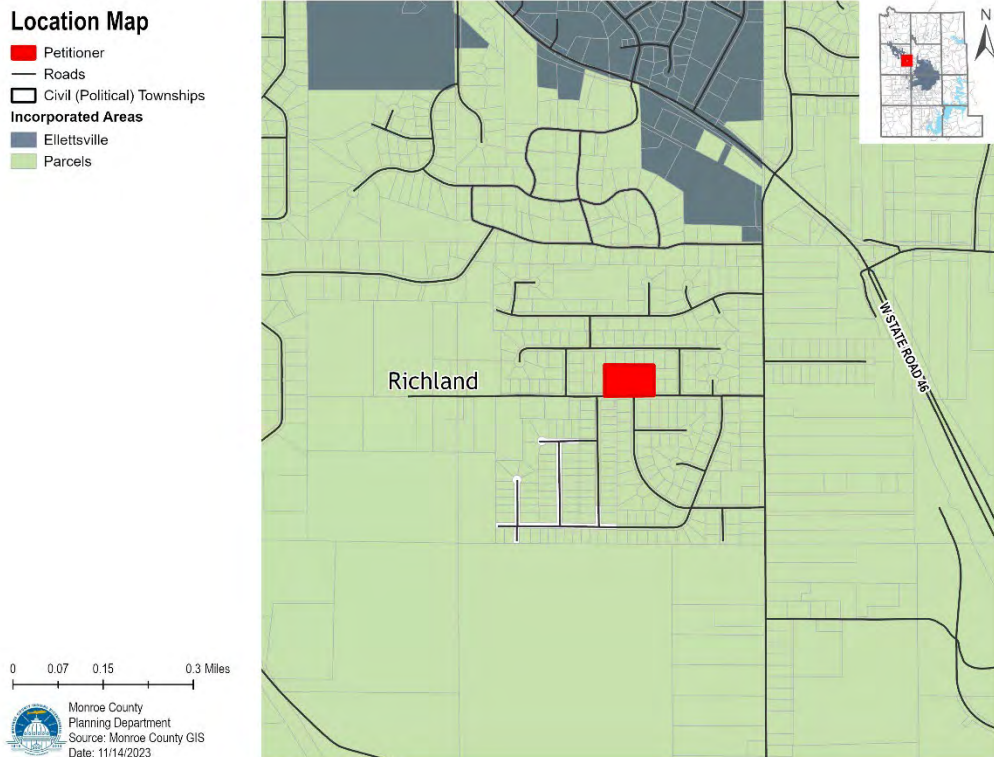 Location Map
Petitioner
Roads
Civil (Political) Townships
Incorporated Areas
Ellettsville
Parcels
N
W STATE ROAD 46
Richland
0 0.07 0.15 0.3 Miles
Monroe County
Planning Department
Source: Monroe County GIS
Date: 11/14/2023